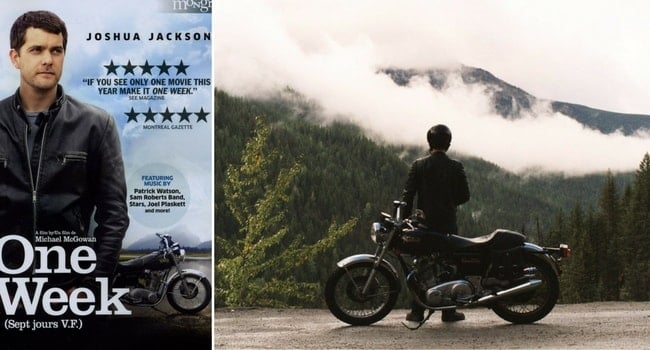 JOSHUA JACKSON
"IF YOU SEE ONLY ONE MOVIE THIS
YEAR MAKE IT ONE WEEK."
SEE MAGAZINE
MONTREAL GAZETTE
FEATURING
MUSIC BY
Patrick Watson,
Sam Roberts Band,
Stars, Joel Plaskett
and more!
A film by/Un film de
Michael McGowan
One
Week
(Sept jours V.F.)